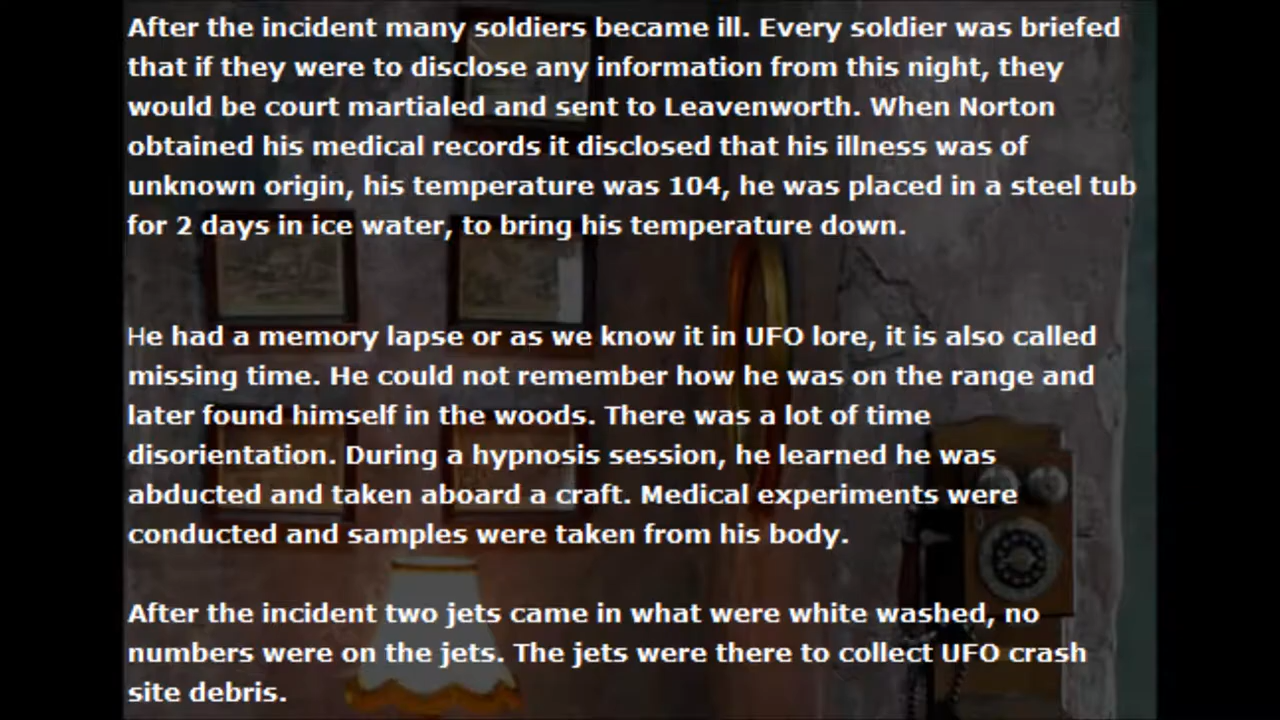 After the incident many soldiers became ill. Every soldier was briefed
that if they were to disclose any information from this night, they
would be court martialed and sent to Leavenworth. When Norton
obtained his medical records it disclosed that his illness was of
unknown origin, his temperature was 104, he was placed in a steel tub
for 2 days in ice water, to bring his temperature down.
He had a memory lapse or as we know it in UFO lore, it is also called
missing time. He could not remember how he was on the range and
later found himself in the woods. There was a lot of time
disorientation. During a hypnosis session, he learned he was
abducted and taken aboard a craft. Medical experiments were
conducted and samples were taken from his body.
After the incident two jets came in what were white washed, no
numbers were on the jets. The jets were there to collect UFO crash
site debris.